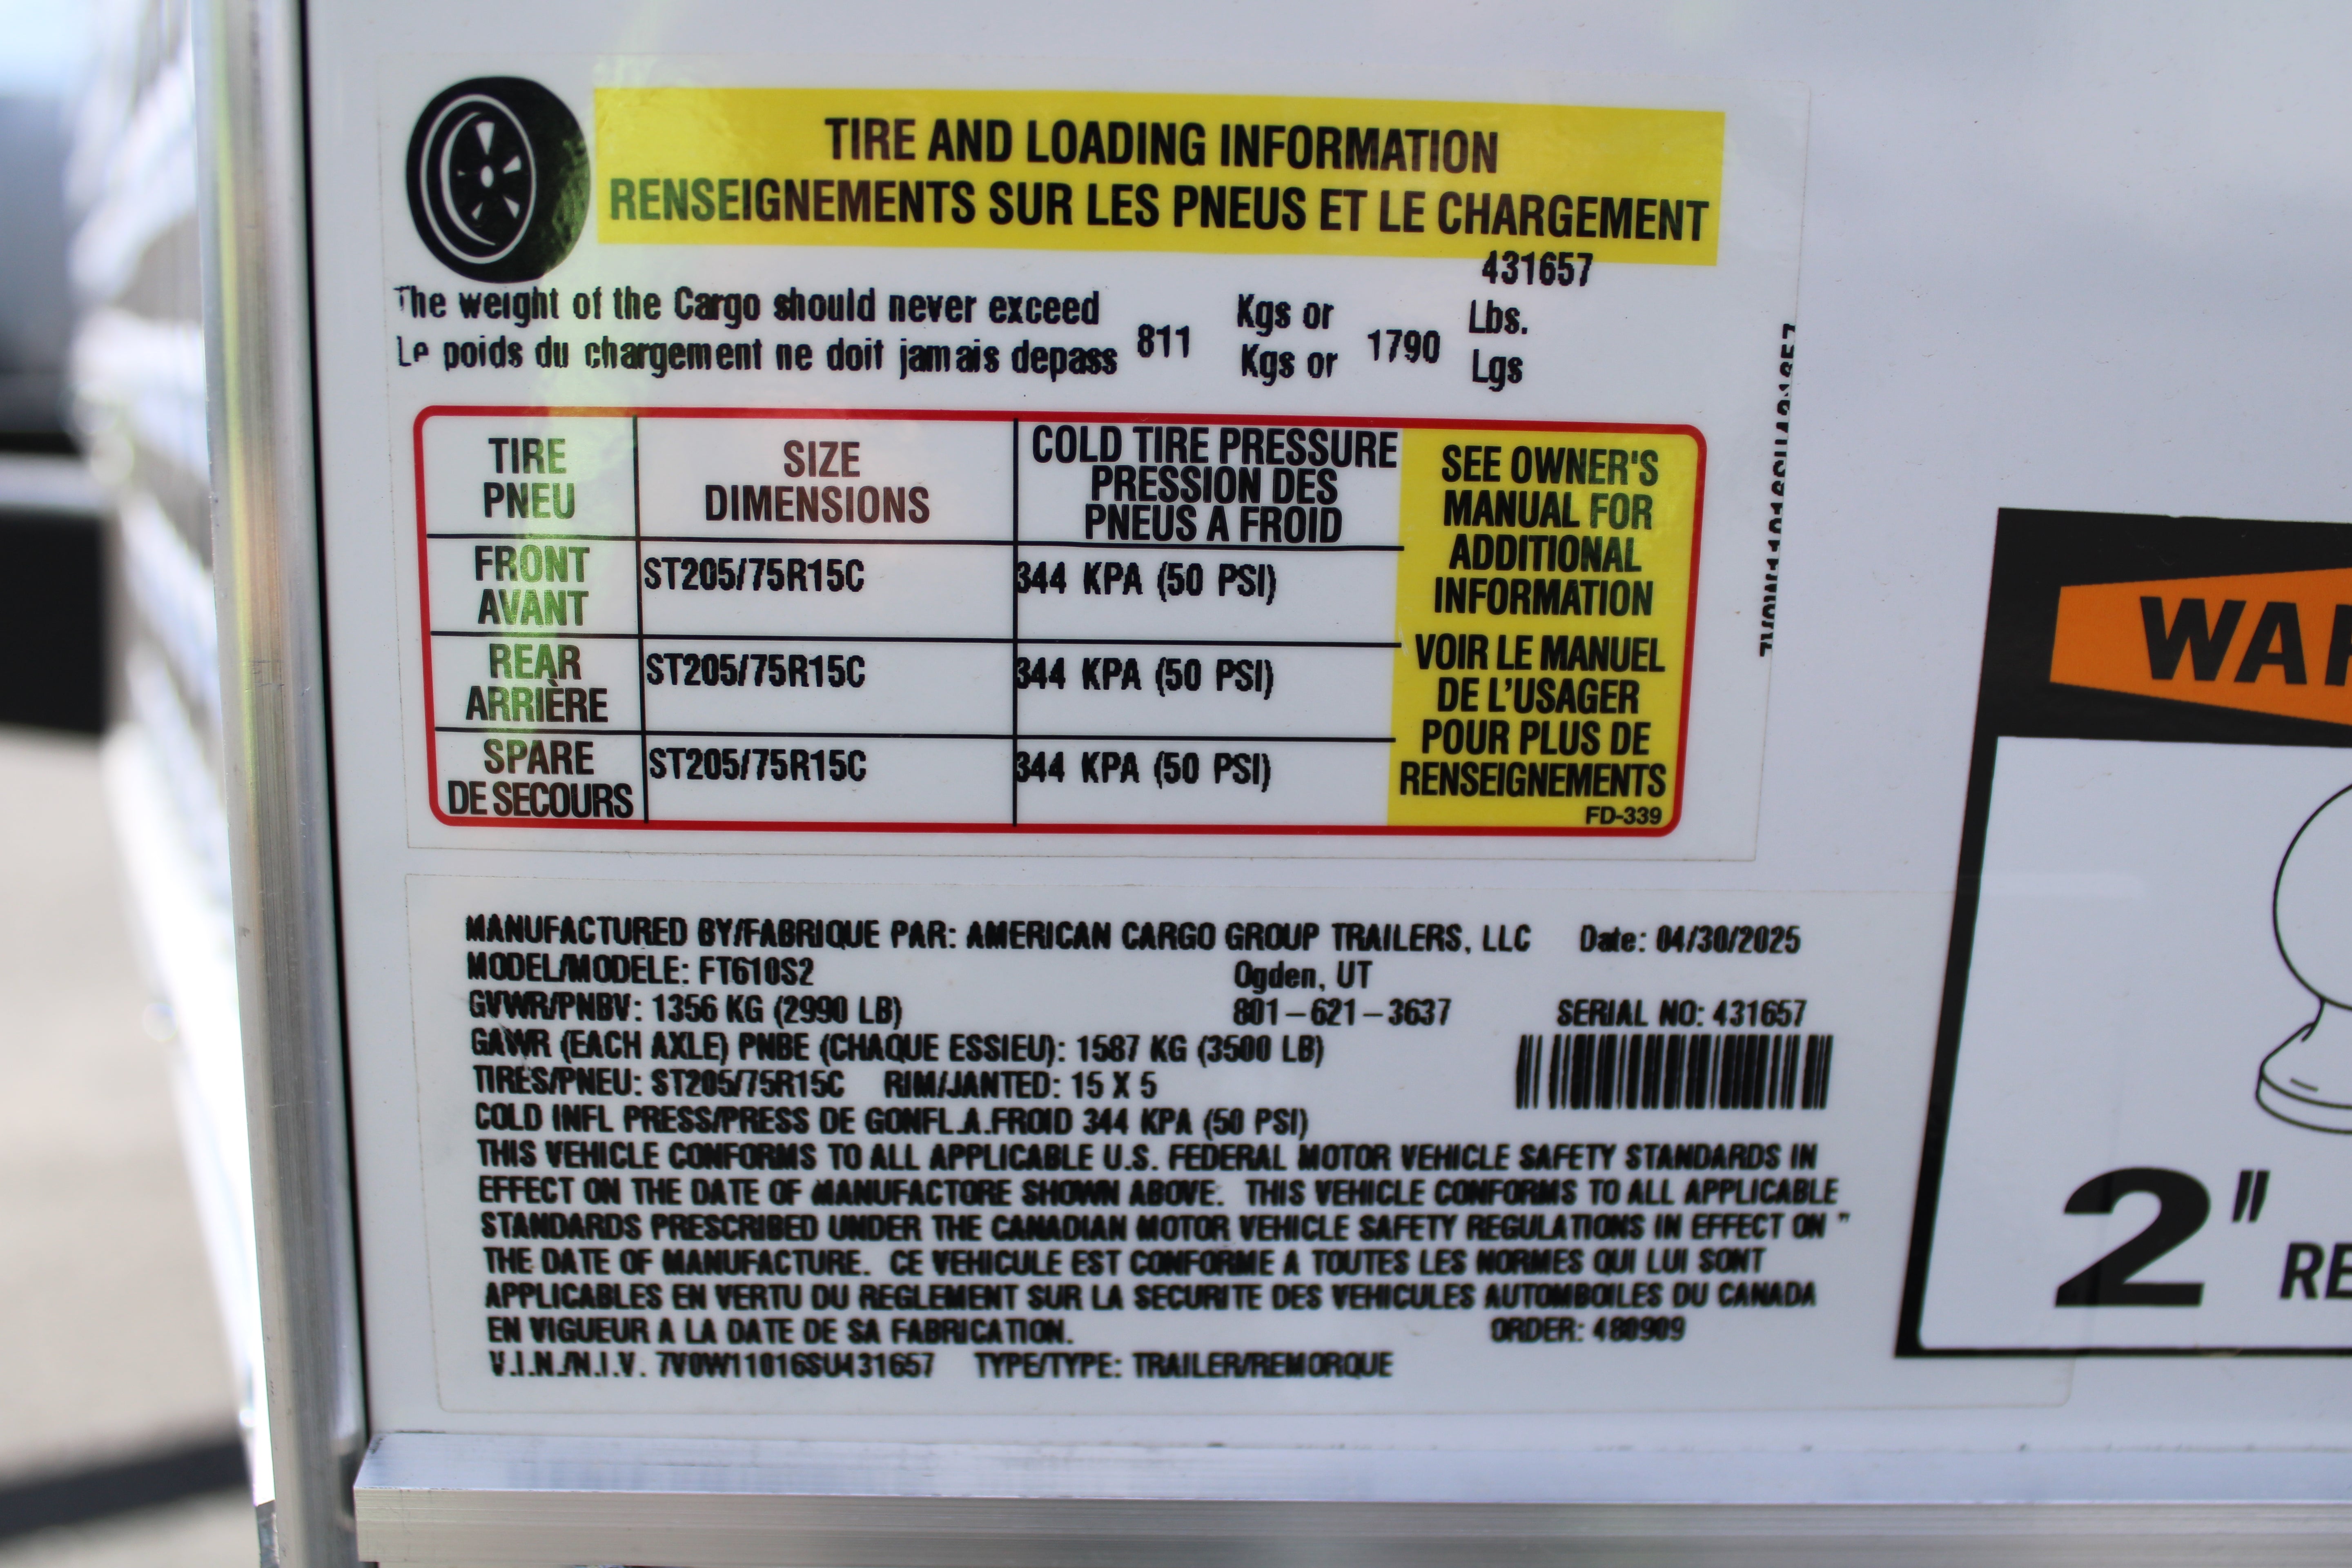 TIRE AND LOADING INFORMATION
RENSEIGNEMENTS SUR LES PNEUS ET LE CHARGEMENT
431657
The weight of the Cargo should never exceed 811 Kgs or 1790 Lbs.
Le poids du chargement ne doit jamais depass Kgs or Lgs
TIRE SIZE COLD TIRE PRESSURE
PNEU DIMENSIONS PRESSION DES
PNEUS A FROID
FRONT ST205/75R15C 344 KPA (50 PSI)
AVANT
REAR ST205/75R15C 344 KPA (50 PSI)
ARRIÈRE
SPARE ST205/75R15C 344 KPA (50 PSI)
DE SECOURS
SEE OWNER'S
MANUAL FOR
ADDITIONAL
INFORMATION
VOIR LE MANUEL
DE L'USAGER
POUR PLUS DE
RENSEIGNEMENTS
FD-339
MANUFACTURED BY/FABRIQUE PAR: AMERICAN CARGO GROUP TRAILERS, LLC Date: 04/30/2025
MODEL/MODELE: FT610S2 Ogden, UT
GVWR/PNBV: 1356 KG (2990 LB) 801-621-3637 SERIAL NO: 431657
GAWR (EACH AXLE) PNBE (CHAQUE ESSIEU): 1587 KG (3500 LB)
TIRES/PNEU: ST205/75R15C RIM/JANTED: 15 X 5
COLD INFL PRESS/PRESS DE GONFL.A.FROID 344 KPA (50 PSI)
THIS VEHICLE CONFORMS TO ALL APPLICABLE U.S. FEDERAL MOTOR VEHICLE SAFETY STANDARDS IN
EFFECT ON THE DATE OF MANUFACTORE SHOWN ABOVE. THIS VEHICLE CONFORMS TO ALL APPLICABLE
STANDARDS PRESCRIBED UNDER THE CANADIAN MOTOR VEHICLE SAFETY REGULATIONS IN EFFECT ON "
THE DATE OF MANUFACTURE. CE VEHICULE EST CONFORME A TOUTES LES NORMES QUI LUI SONT
APPLICABLES EN VERTU DU REGLEMENT SUR LA SECURITE DES VEHICULES AUTOMBOILES DU CANADA
EN VIGUEUR A LA DATE DE SA FABRICATION. ORDER: 480909
V.I.N./N.I.V. 7V0W11016SU431657 TYPE/TYPE: TRAILER/REMORQUE
2"